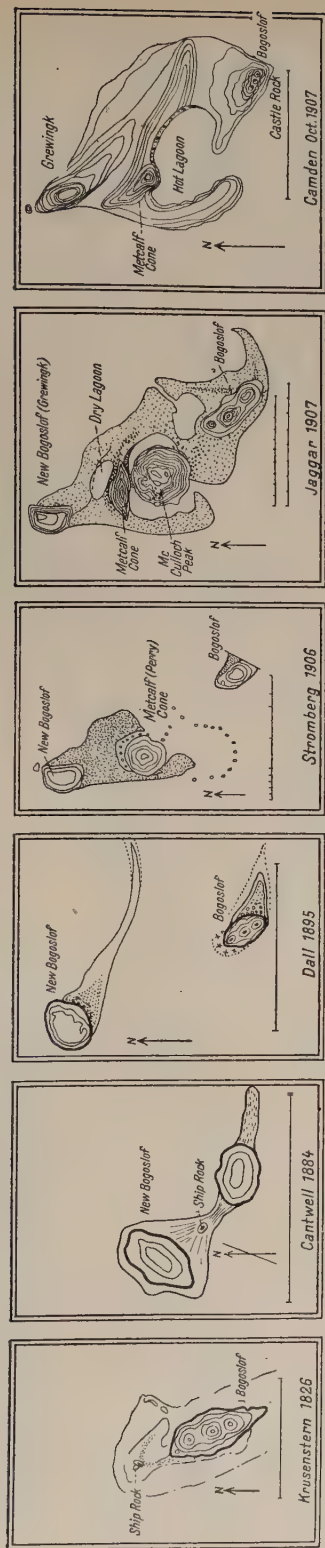 Ship Rock
Bogoslof
N
Krusenstern 1826
New Bogoslof
Ship Rock
N
Cantwell 1884
New Bogoslof
Bogoslof
N
Dall 1895
New Bogoslof
Metcalf (Perry)
Cone
Bogoslof
N
Stromberg 1906
New Bogoslof (Grewingk)
Dry Lagoon
Metcalf
Cone
Mc
Culloch
Peak
Bogoslof
N
Jaggar 1907
Grewingk
Metcalf
Cone
Hot Lagoon
Bogoslof
Castle Rock
N
Camden Oct. 1907